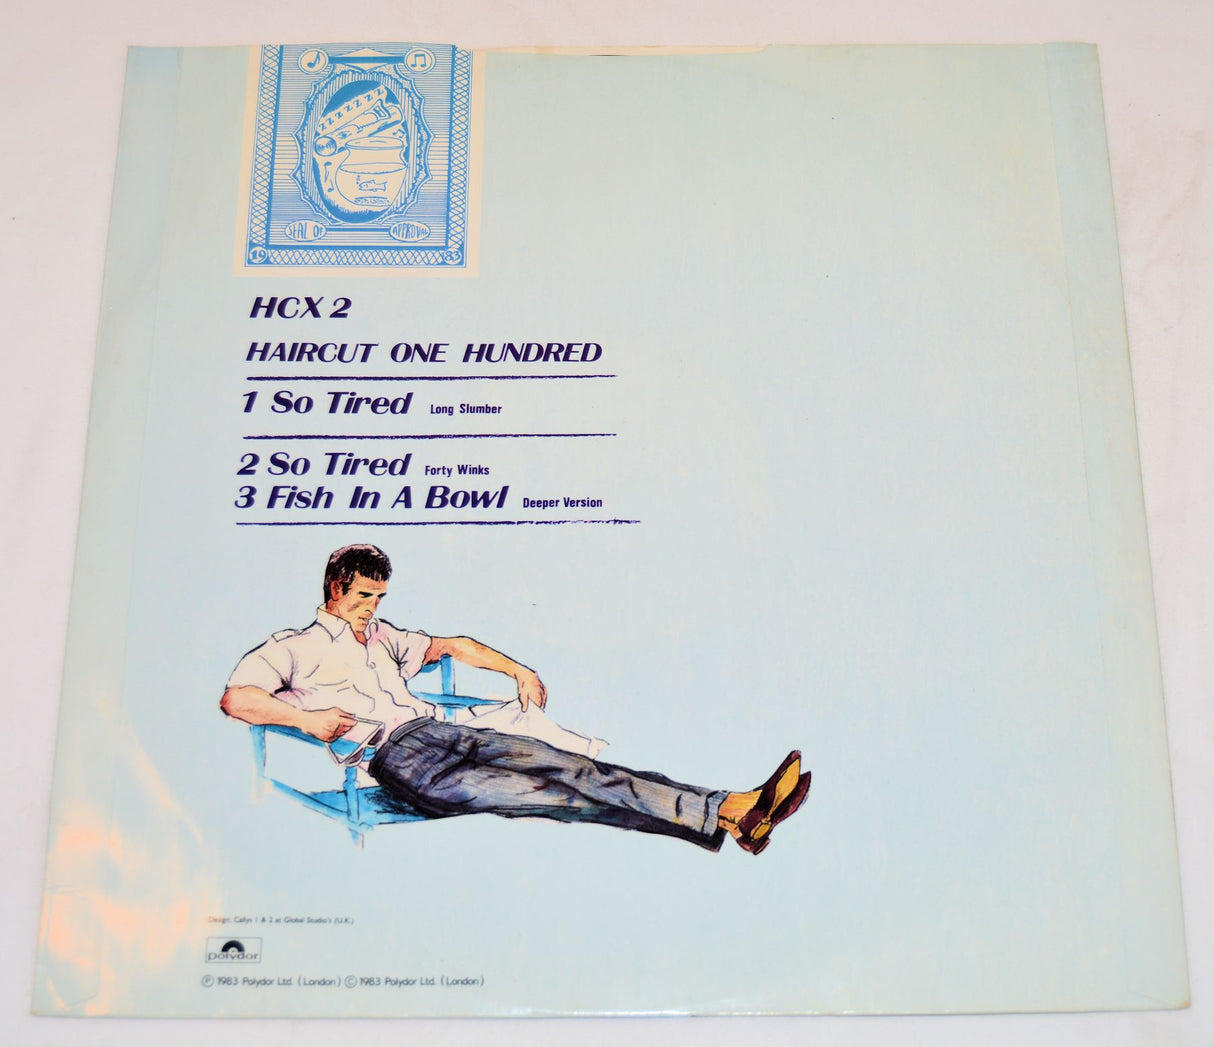 ZZZZZZZ
SEAL OF APPROVAL
19 83
HCX 2
HAIRCUT ONE HUNDRED
1 So Tired Long Slumber
2 So Tired Forty Winks
3 Fish In A Bowl Deeper Version
Design: Callys 1 & 2 at Global Studio's (U.K.)
polydor
Ⓟ 1983 Polydor Ltd. (London) © 1983 Polydor Ltd. (London)